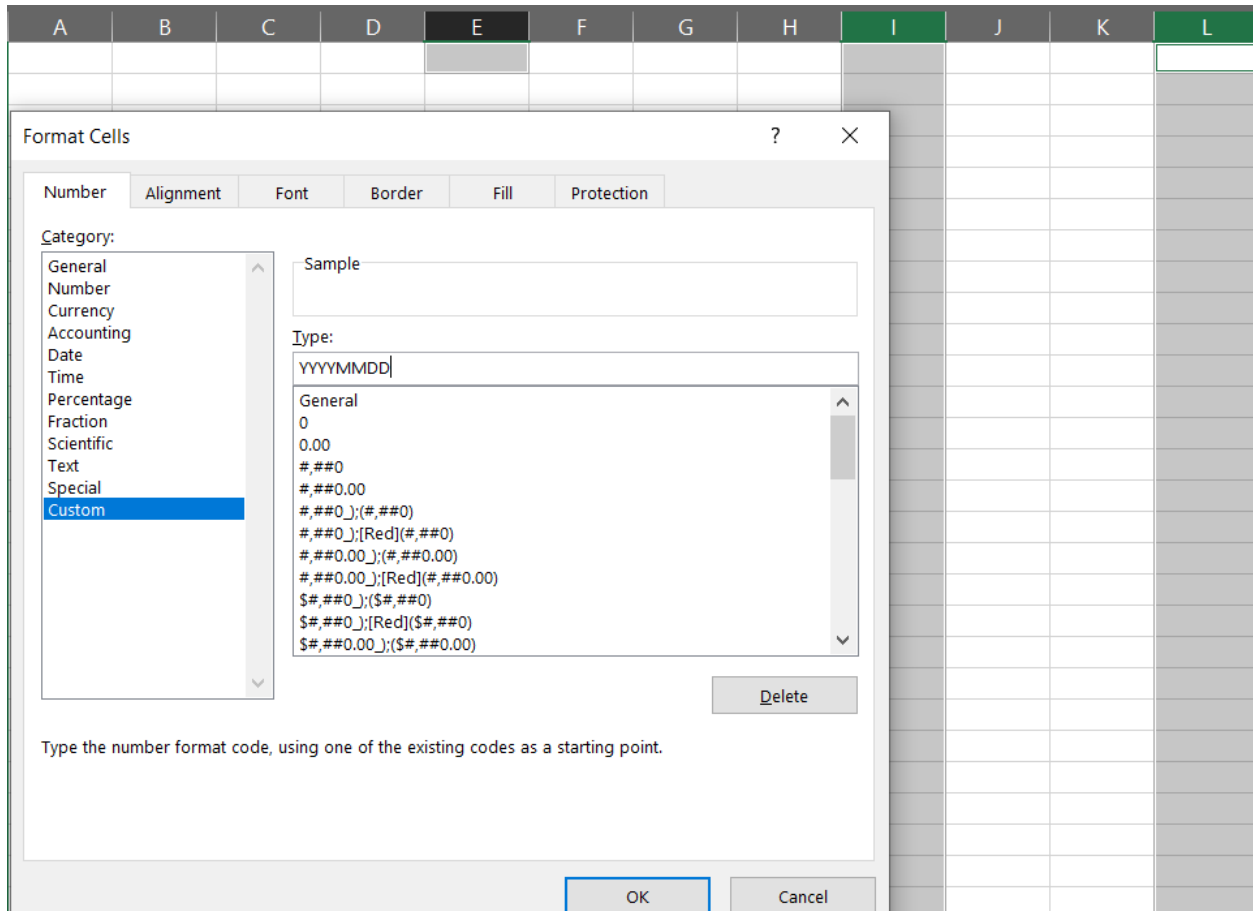 A B C D E F G H I J K L
Format Cells ?
Number Alignment Font Border Fill Protection
Category:
General
Number
Currency
Accounting
Date
Time
Percentage
Fraction
Scientific
Text
Special
Custom
Sample
Type:
YYYYMMDD
General
0
0.00
#,##0
#,##0.00
#,##0_);(#,##0)
#,##0_);[Red](#,##0)
#,##0.00_);(#,##0.00)
#,##0.00_);[Red](#,##0.00)
$#,##0_);($#,##0)
$#,##0_);[Red]($#,##0)
$#,##0.00_);($#,##0.00)
Delete
Type the number format code, using one of the existing codes as a starting point.
OK Cancel